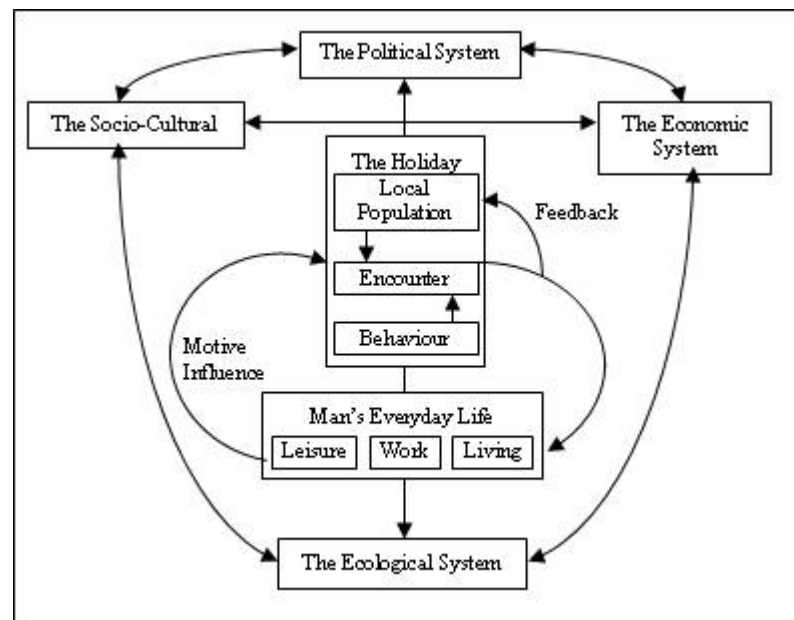 The Political System
The Socio-Cultural
The Economic
System
The Holiday
Local
Population
Feedback
Encounter
Behaviour
Motive
Influence
Man's Everyday Life
Leisure
Work
Living
The Ecological System